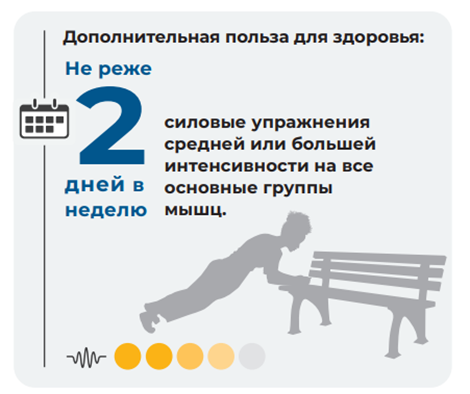 Дополнительная польза для здоровья:
Не реже
2
дней в
неделю
силовые упражнения
средней или большей
интенсивности на все
основные группы
мышц.